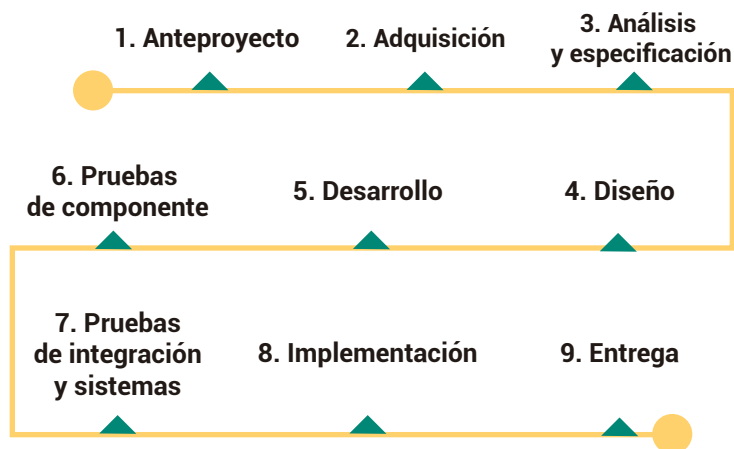 1. Anteproyecto
2. Adquisición
3. Análisis
y especificación
4. Diseño
5. Desarrollo
6. Pruebas
de componente
7. Pruebas
de integración
y sistemas
8. Implementación
9. Entrega